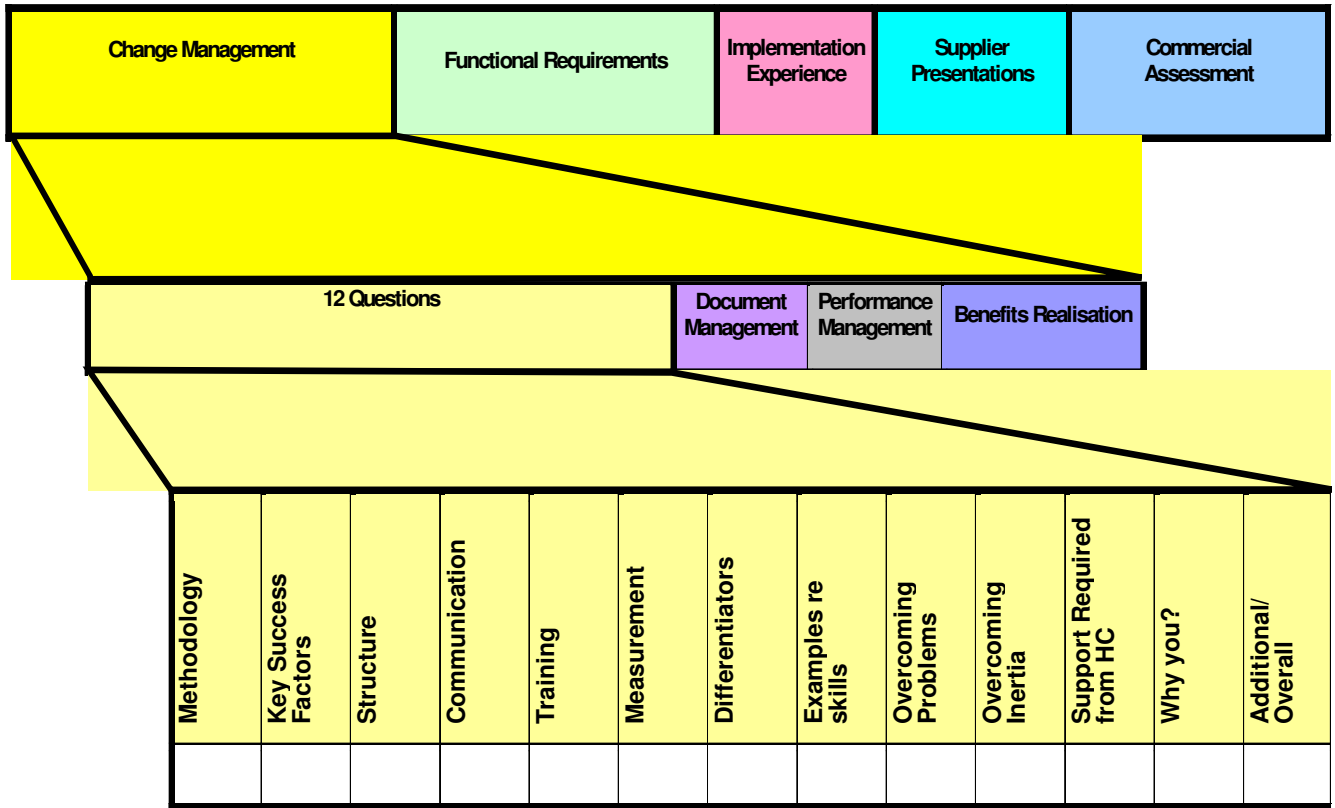 Change Management
Functional Requirements
Implementation
Experience
Supplier
Presentations
Commercial
Assessment
12 Questions
Document
Management
Performance
Management
Benefits Realisation
Methodology
Key Success
Factors
Structure
Communication
Training
Measurement
Differentiators
Examples re
skills
Overcoming
Problems
Overcoming
Inertia
Support Required
from HC
Why you?
Additional/
Overall